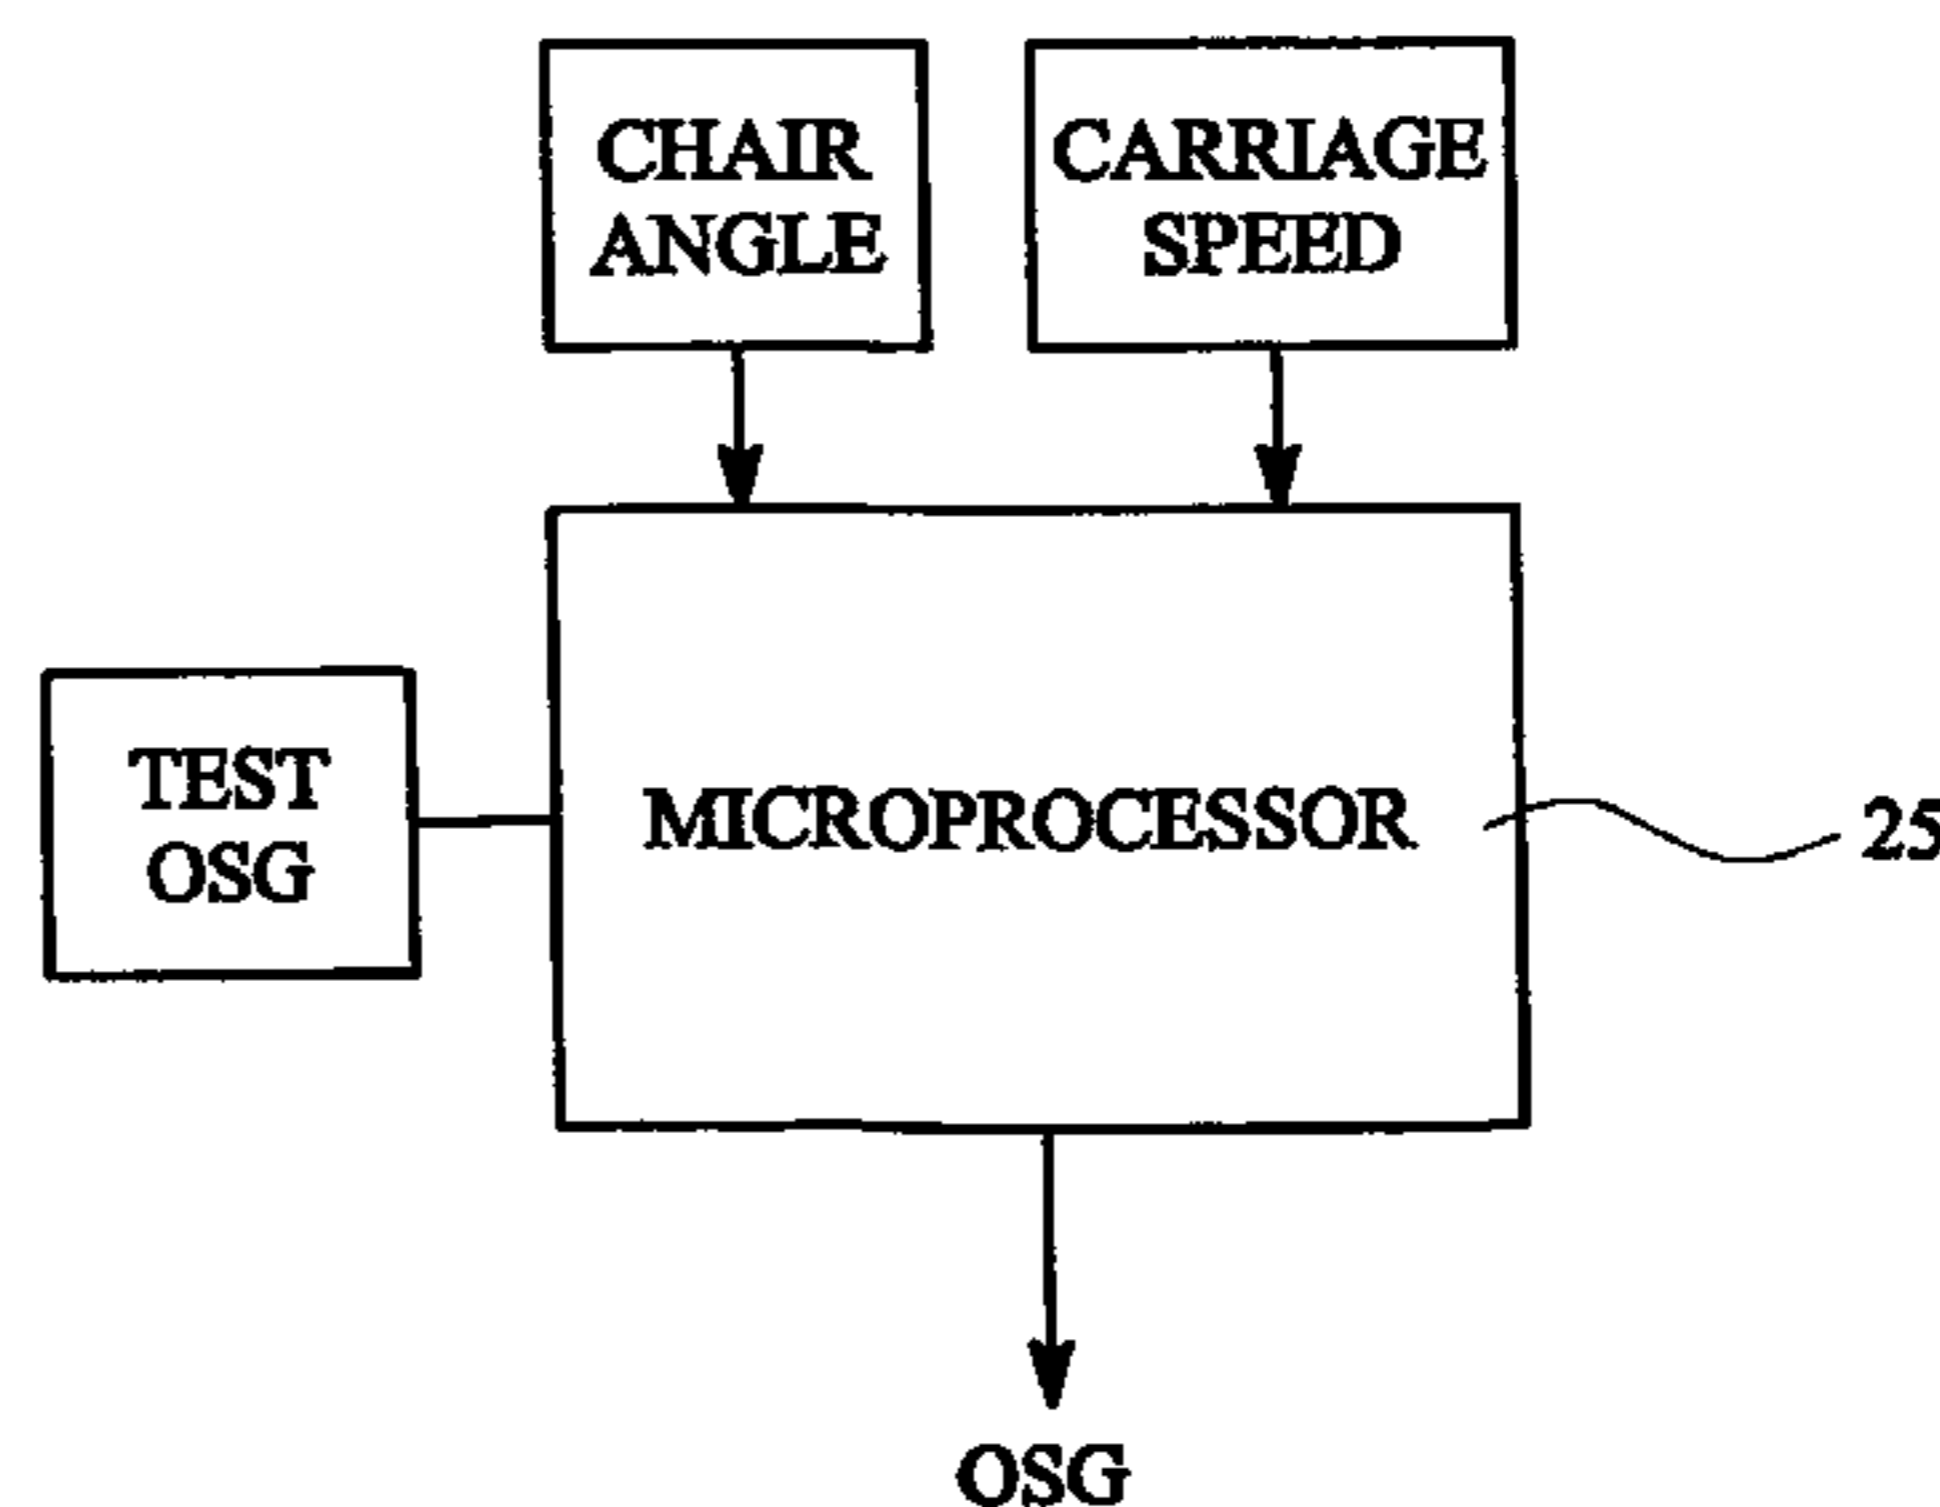 CHAIR
ANGLE
CARRIAGE
SPEED
TEST
OSG
MICROPROCESSOR
25
OSG